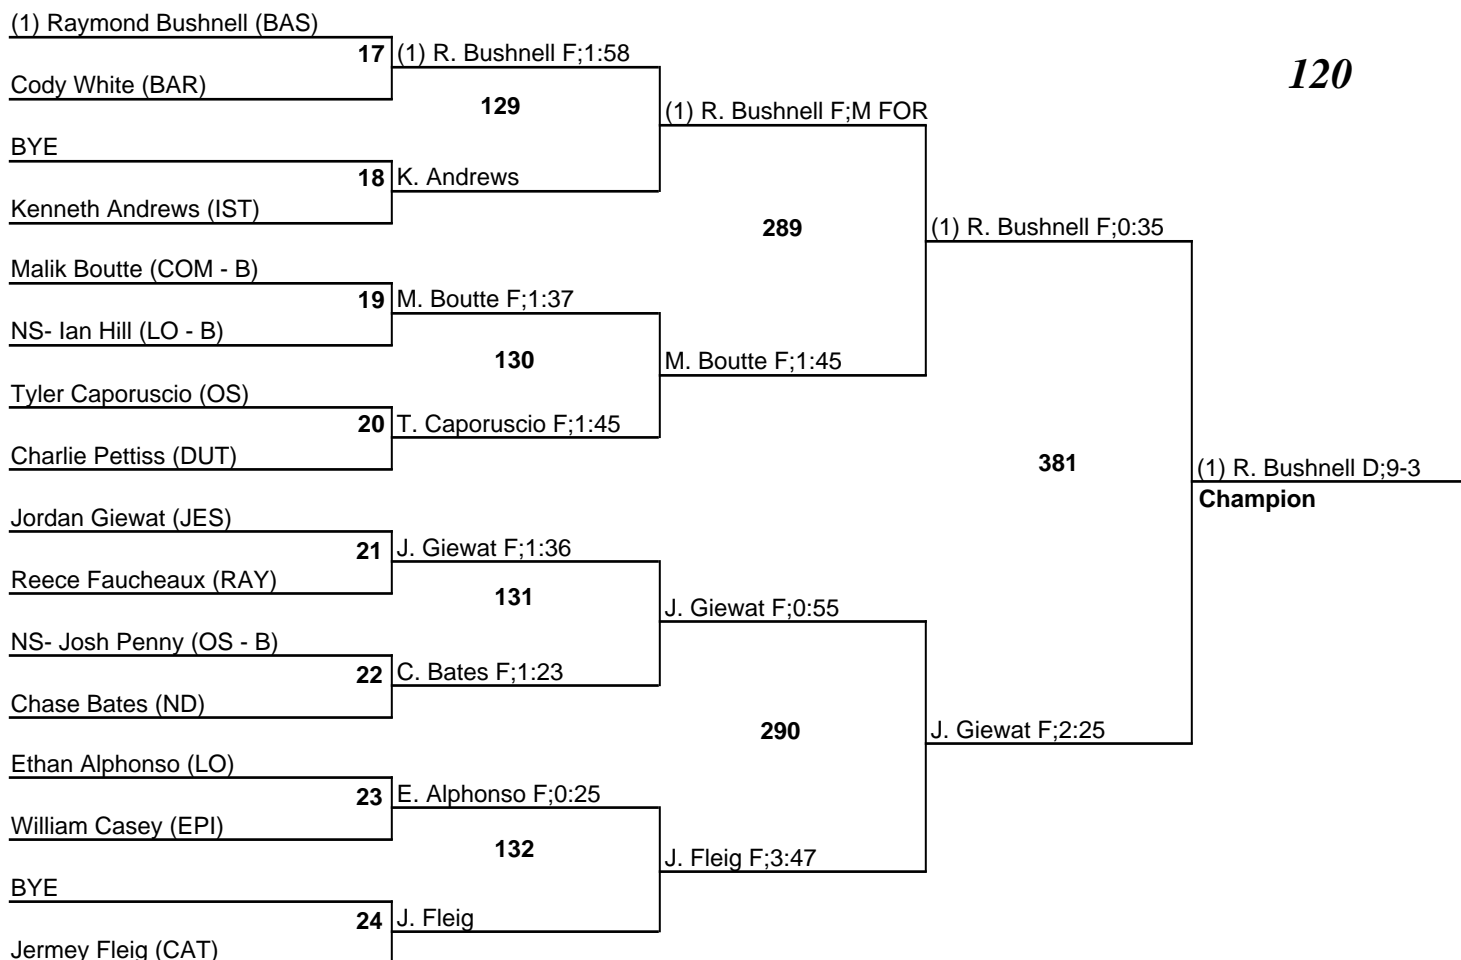 (1) Raymond Bushnell (BAS)
17
(1) R. Bushnell F;1:58
Cody White (BAR)
120
129
(1) R. Bushnell F;M FOR
BYE
18
K. Andrews
Kenneth Andrews (IST)
289
(1) R. Bushnell F;0:35
Malik Boutte (COM - B)
19
M. Boutte F;1:37
NS- Ian Hill (LO - B)
130
M. Boutte F;1:45
Tyler Caporuscio (OS)
20
T. Caporuscio F;1:45
Charlie Pettiss (DUT)
381
(1) R. Bushnell D;9-3
Champion
Jordan Giewat (JES)
21
J. Giewat F;1:36
Reece Faucheaux (RAY)
131
J. Giewat F;0:55
NS- Josh Penny (OS - B)
22
C. Bates F;1:23
Chase Bates (ND)
290
J. Giewat F;2:25
Ethan Alphonso (LO)
23
E. Alphonso F;0:25
William Casey (EPI)
132
J. Fleig F;3:47
BYE
24
J. Fleig
Jermey Fleig (CAT)